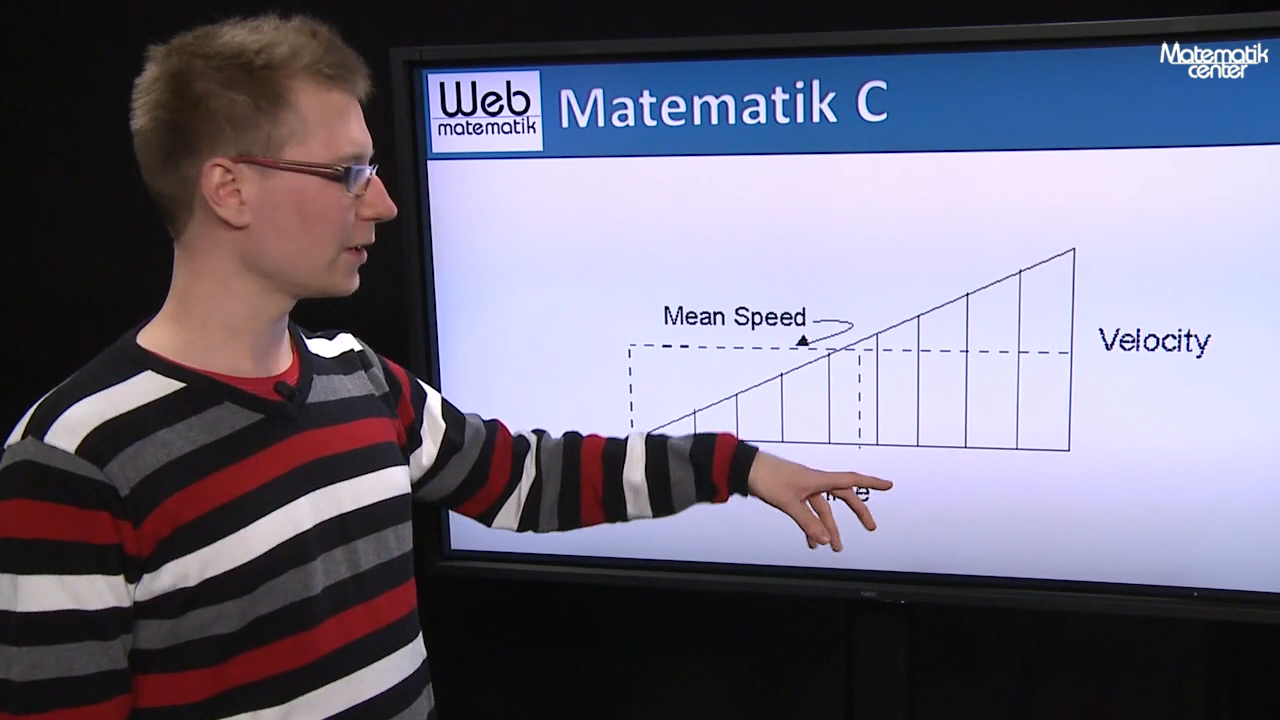 Matematik
center
Web
matematik
Matematik C
Mean Speed
Velocity